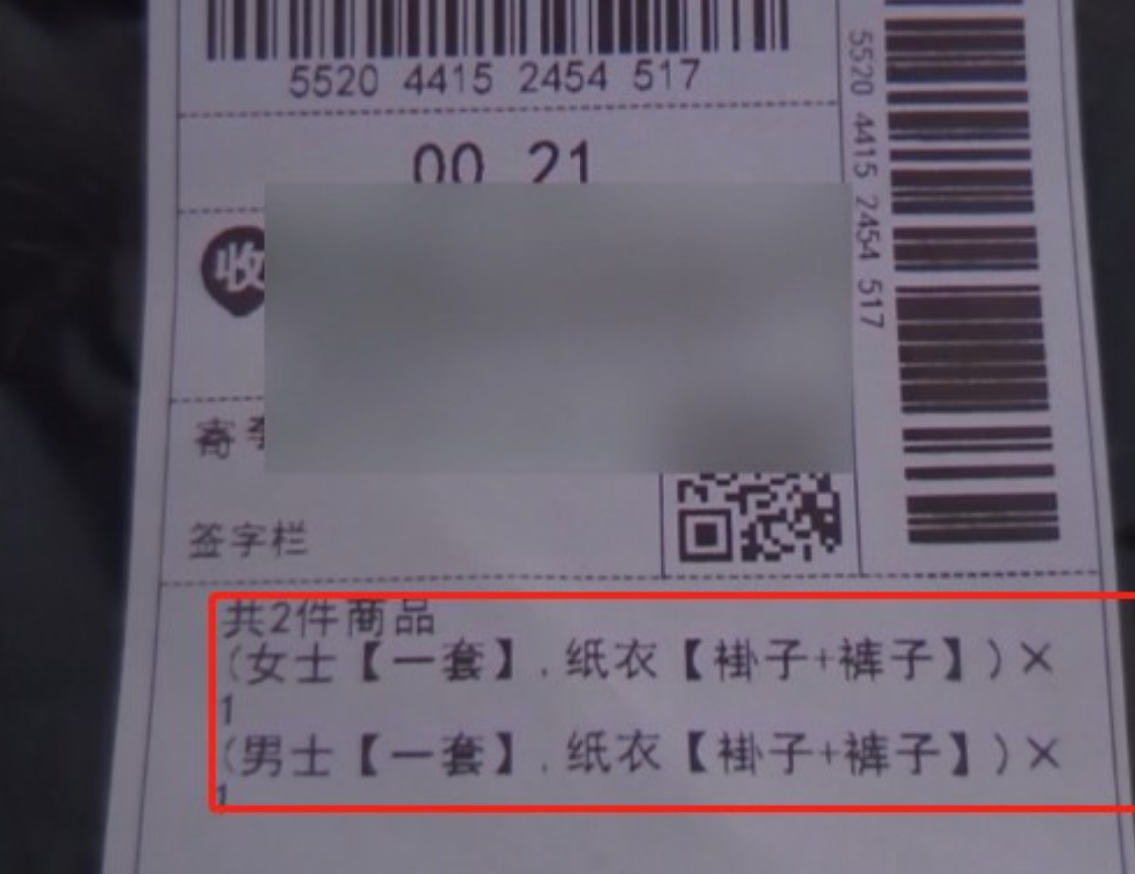 5520 4415 2454 517
5520 4415 2454 517
00 21
收
寄
签字栏
共2件商品
(女士【一套】.纸衣【褂子+裤子】)×
1
(男士【一套】.纸衣【褂子+裤子】)×
1